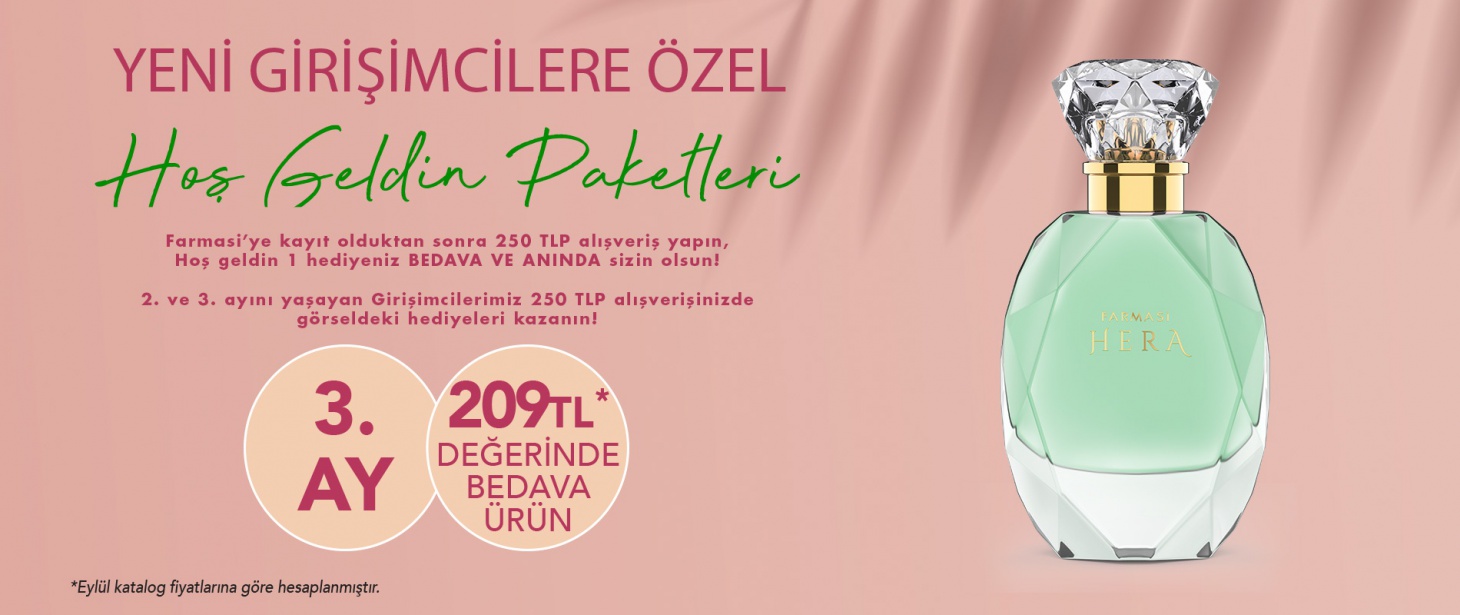 YENİ GİRİŞİMCİLERE ÖZEL
Hoş Geldin Paketleri
Farmasi'ye kayıt olduktan sonra 250 TLP alışveriş yapın,
Hoş geldin 1 hediyeniz BEDAVA VE ANINDA sizin olsun!
2. ve 3. ayını yaşayan Girişimcilerimiz 250 TLP alışverişinizde
görseldeki hediyeleri kazanın!
3.
AY
209TL*
DEĞERİNDE
BEDAVA
ÜRÜN
FARMASI
HERA
*Eylül katalog fiyatlarına göre hesaplanmıştır.